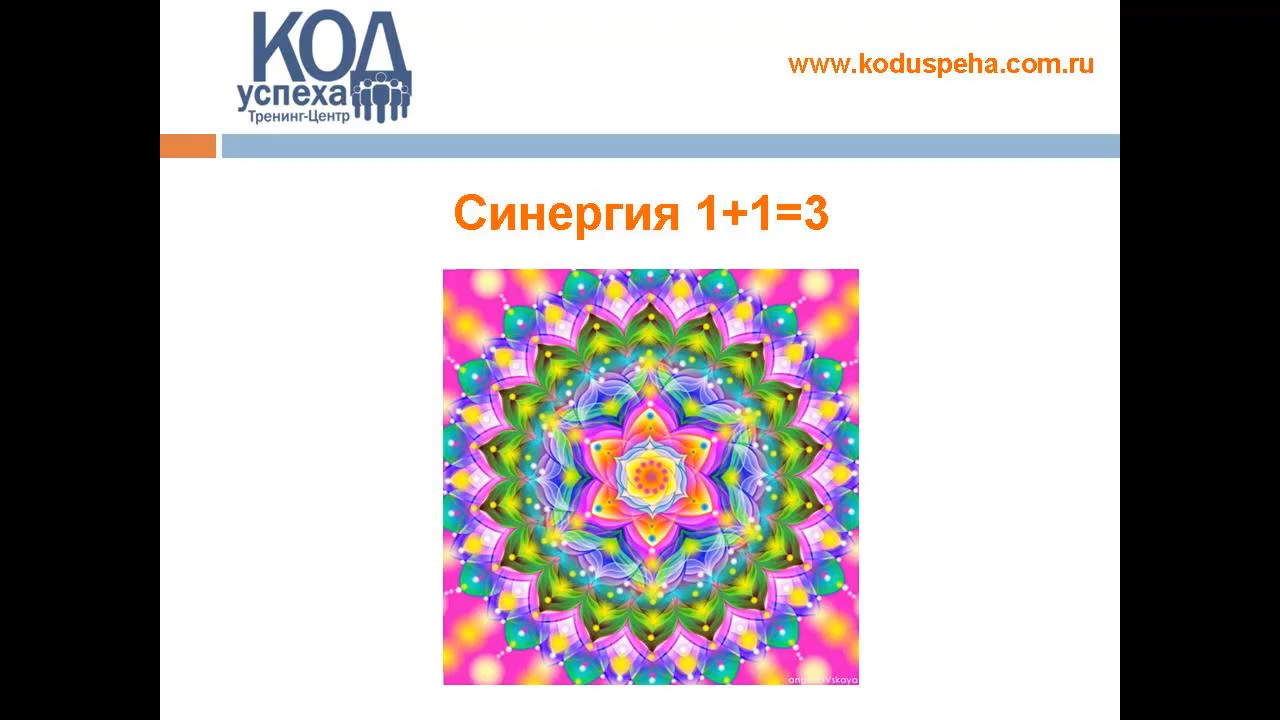 КОД
успеха
Тренинг-Центр
www.koduspeha.com.ru
Синергия 1+1=3